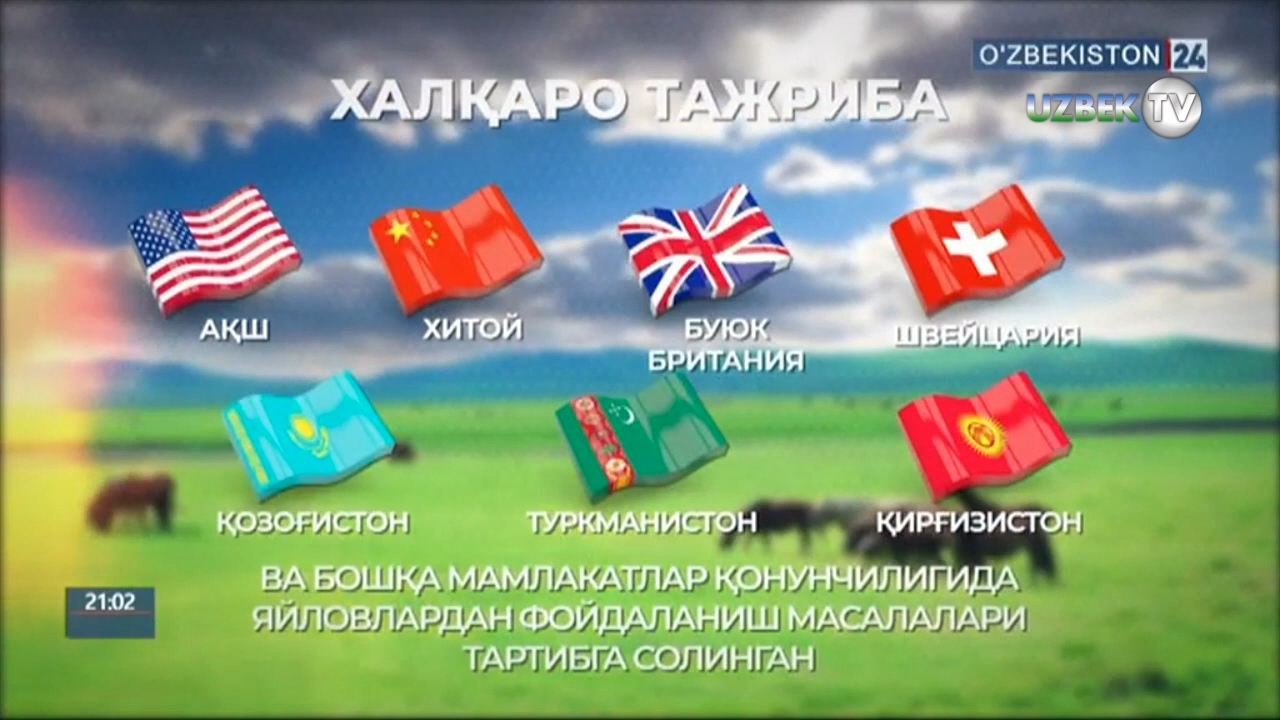 O'ZBEKISTON 24
UZBEK TV
ХАЛҚАРО ТАЖРИБА
АҚШ
ХИТОЙ
БУЮК
БРИТАНИЯ
ШВЕЙЦАРИЯ
ҚОЗОҒИСТОН
ТУРКМАНИСТОН
ҚИРҒИЗИСТОН
ВА БОШҚА МАМЛАКАТЛАР ҚОНУНЧИЛИГИДА
ЯЙЛОВЛАРДАН ФОЙДАЛАНИШ МАСАЛАЛАРИ
ТАРТИБГА СОЛИНГАН
21:02